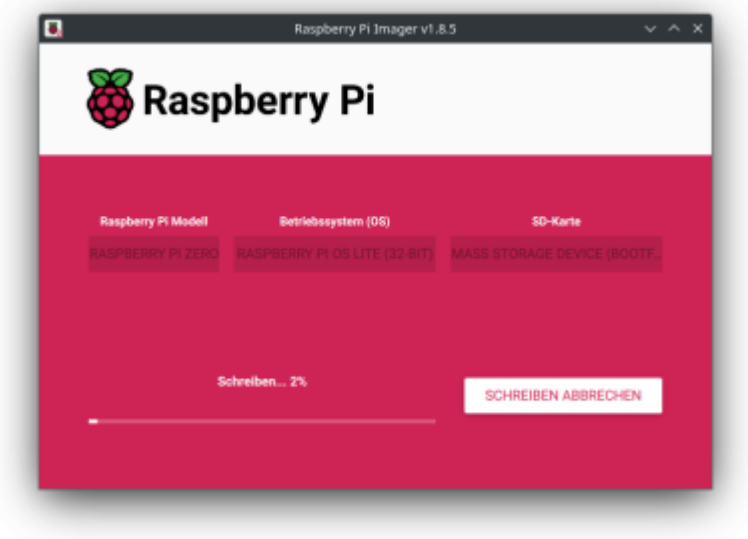 Raspberry Pi Imager v1.8.5
Raspberry Pi
Raspberry Pi Modell
Betriebssystem (OS)
SD-Karte
RASPBERRY PI ZERO
RASPBERRY PI OS LITE (32-BIT)
MASS STORAGE DEVICE (BOOTF...
Schreiben... 2%
SCHREIBEN ABBRECHEN